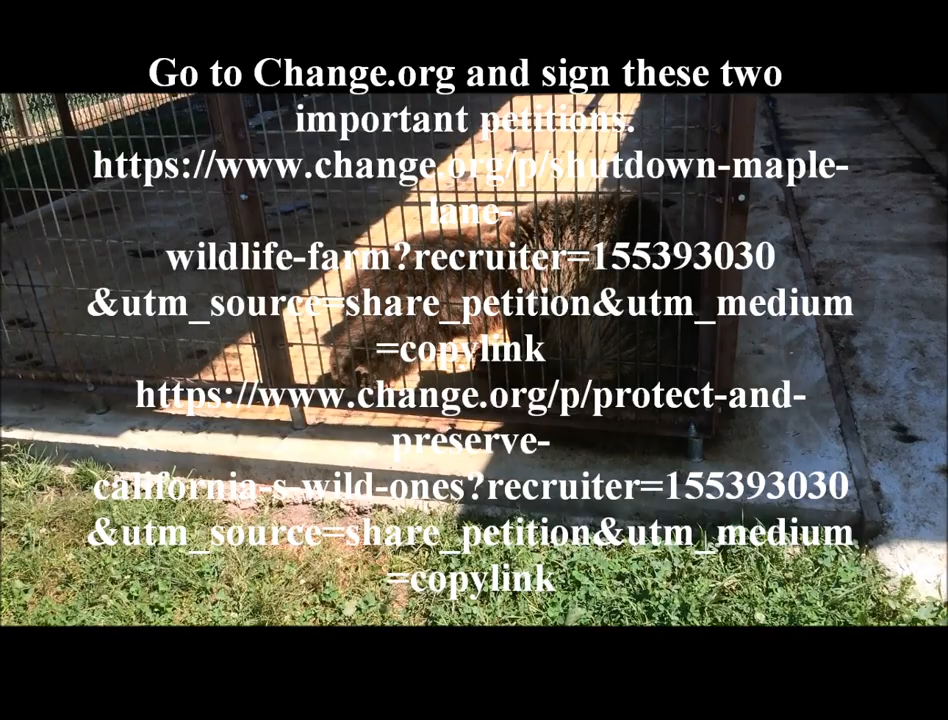 Go to Change.org and sign these two
important petitions.
https://www.change.org/p/shutdown-maple-
lane-
wildlife-farm?recruiter=155393030
&utm_source=share_petition&utm_medium
=copylink
https://www.change.org/p/protect-and-
preserve-
california-s-wild-ones?recruiter=155393030
&utm_source=share_petition&utm_medium
=copylink